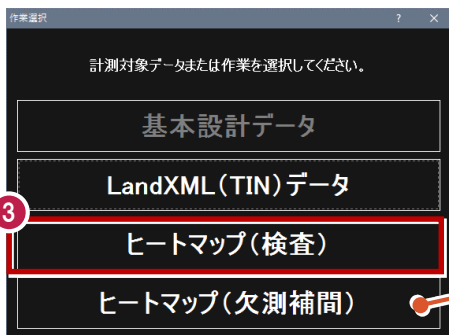 作業選択 ? ×
計測対象データまたは作業を選択してください。
基本設計データ
LandXML(TIN)データ
3
ヒートマップ(検査)
ヒートマップ(欠測補間)